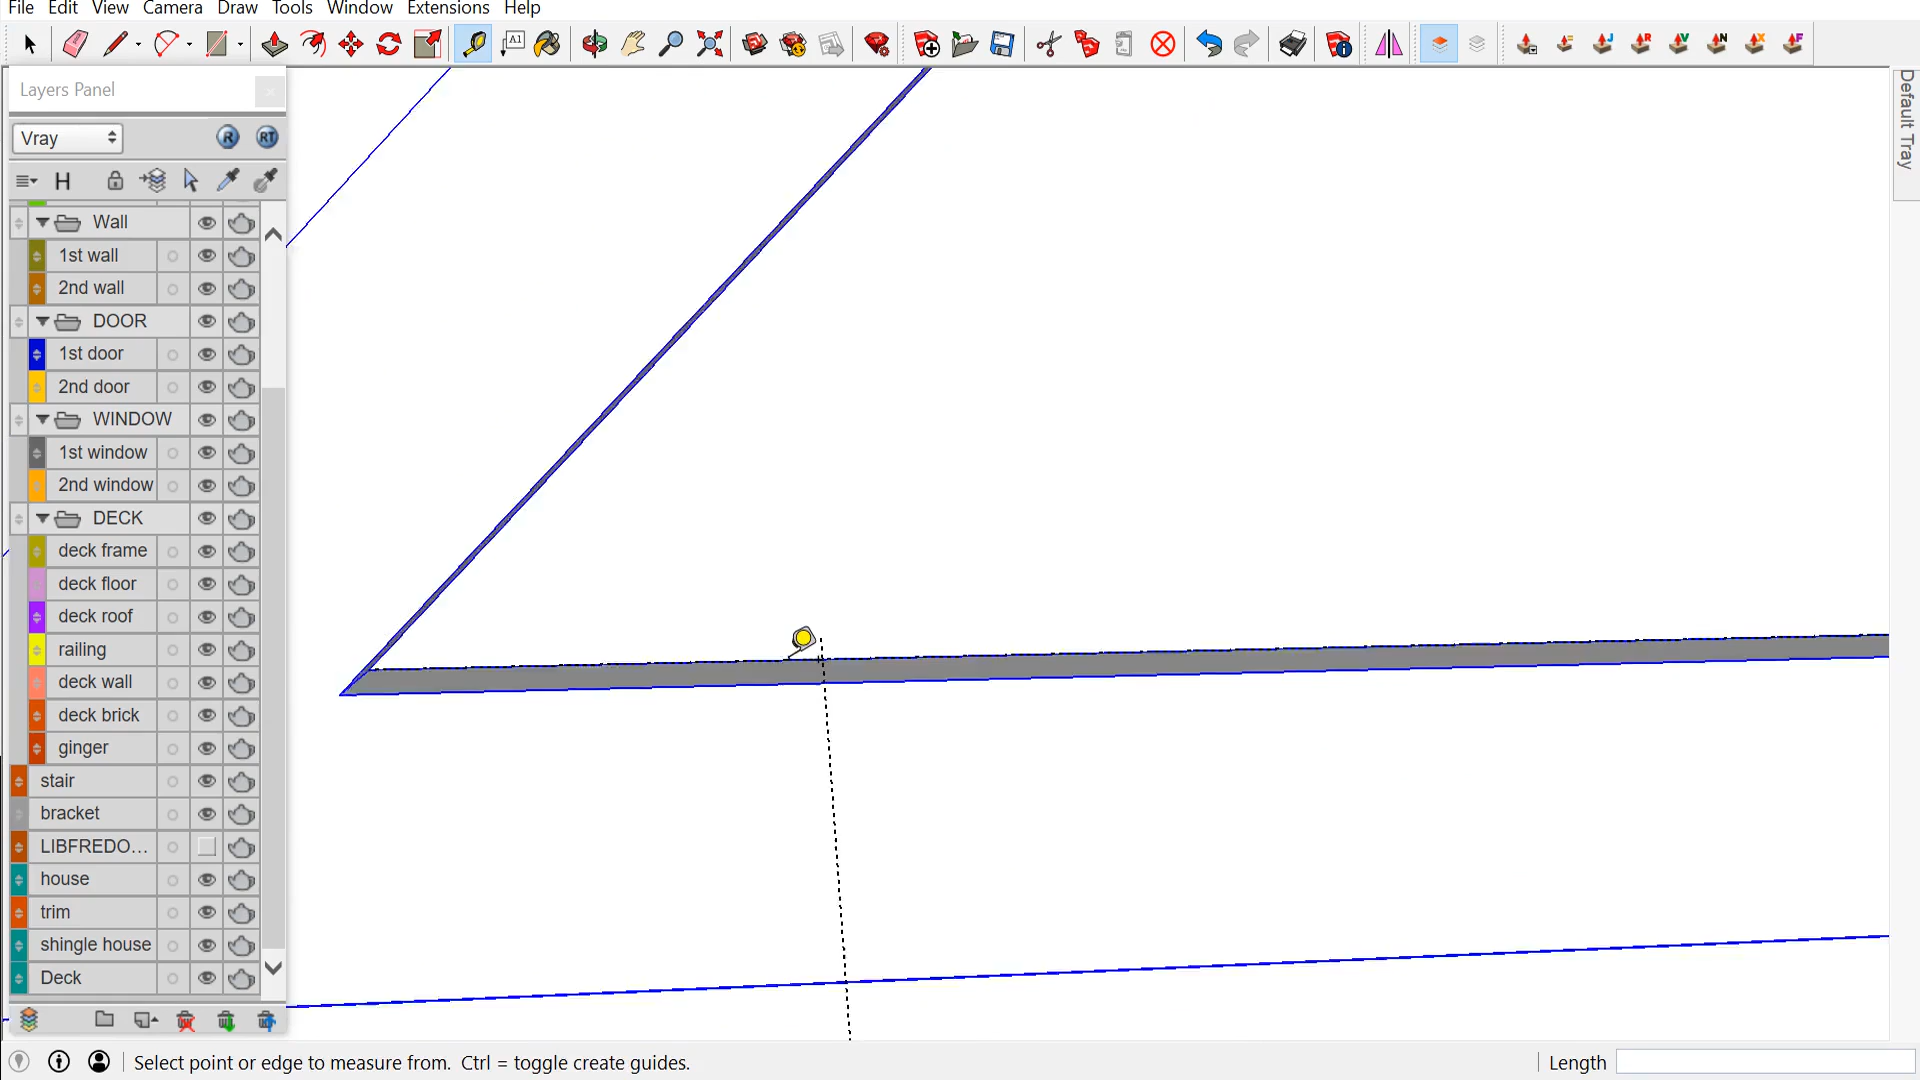 File Edit View Camera Draw Tools Window Extensions Help
A1
Layers Panel
Vray
R RT
H
Wall
1st wall
2nd wall
DOOR
1st door
2nd door
WINDOW
1st window
2nd window
DECK
deck frame
deck floor
deck roof
railing
deck wall
deck brick
ginger
stair
bracket
LIBFREDO...
house
trim
shingle house
Deck
Default Tray
Select point or edge to measure from. Ctrl = toggle create guides.
Length